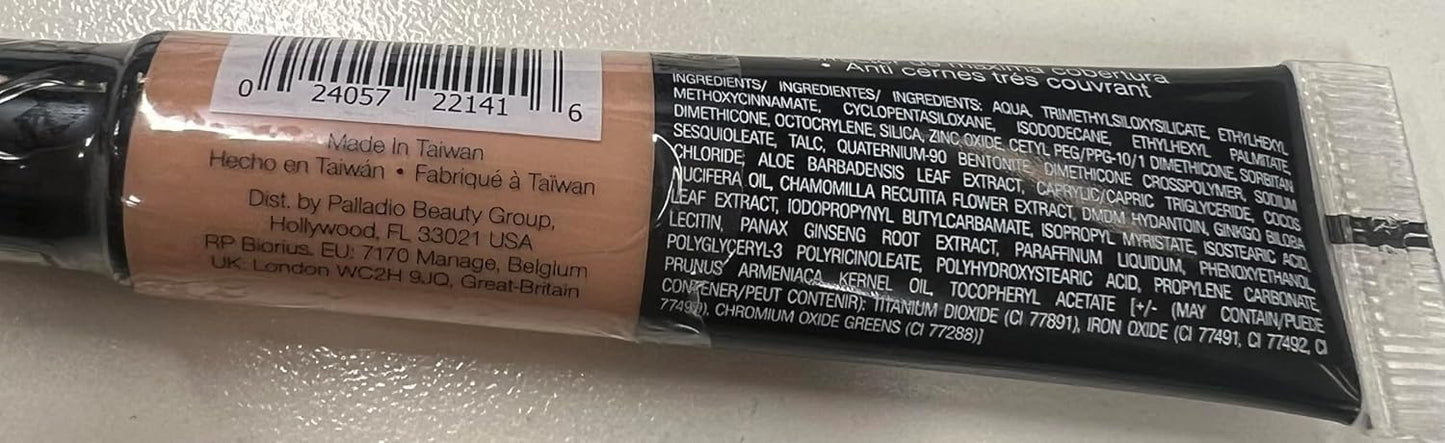 0 24057 22141 6
Made In Taiwan
Hecho en Taiwán • Fabriqué à Taïwan
Dist. by Palladio Beauty Group,
Hollywood, FL 33021 USA
RP Biorius. EU: 7170 Manage, Belgium
UK: London WC2H 9JQ, Great-Britain
de máxima cobertura
• Anti cernes très couvrant
INGREDIENTS/ INGREDIENTES/ INGREDIENTS: AQUA, TRIMETHYLSILOXYSILICATE, ETHYLHEXYL
METHOXYCINNAMATE, CYCLOPENTASILOXANE, ISODODECANE, ETHYLHEXYL PALMITATE,
DIMETHICONE, OCTOCRYLENE, SILICA, ZINC OXIDE, CETYL PEG/PPG-10/1 DIMETHICONE, SORBITAN
SESQUIOLEATE, TALC, QUATERNIUM-90 BENTONITE, DIMETHICONE CROSSPOLYMER, SODIUM
CHLORIDE, ALOE BARBADENSIS LEAF EXTRACT, CAPRYLIC/CAPRIC TRIGLYCERIDE, COCOS
NUCIFERA OIL, CHAMOMILLA RECUTITA FLOWER EXTRACT, DMDM HYDANTOIN, GINKGO BILOBA
LEAF EXTRACT, IODOPROPYNYL BUTYLCARBAMATE, ISOPROPYL MYRISTATE, ISOSTEARIC ACID,
LECITIN, PANAX GINSENG ROOT EXTRACT, PARAFFINUM LIQUIDUM, PHENOXYETHANOL,
POLYGLYCERYL-3 POLYRICINOLEATE, POLYHYDROXYSTEARIC ACID, PROPYLENE CARBONATE,
PRUNUS ARMENIACA KERNEL OIL, TOCOPHERYL ACETATE [+/- (MAY CONTAIN/PUEDE
CONTENER/PEUT CONTENIR): TITANIUM DIOXIDE (CI 77891), IRON OXIDE (CI 77491, CI 77492, CI
77499), CHROMIUM OXIDE GREENS (CI 77288)]